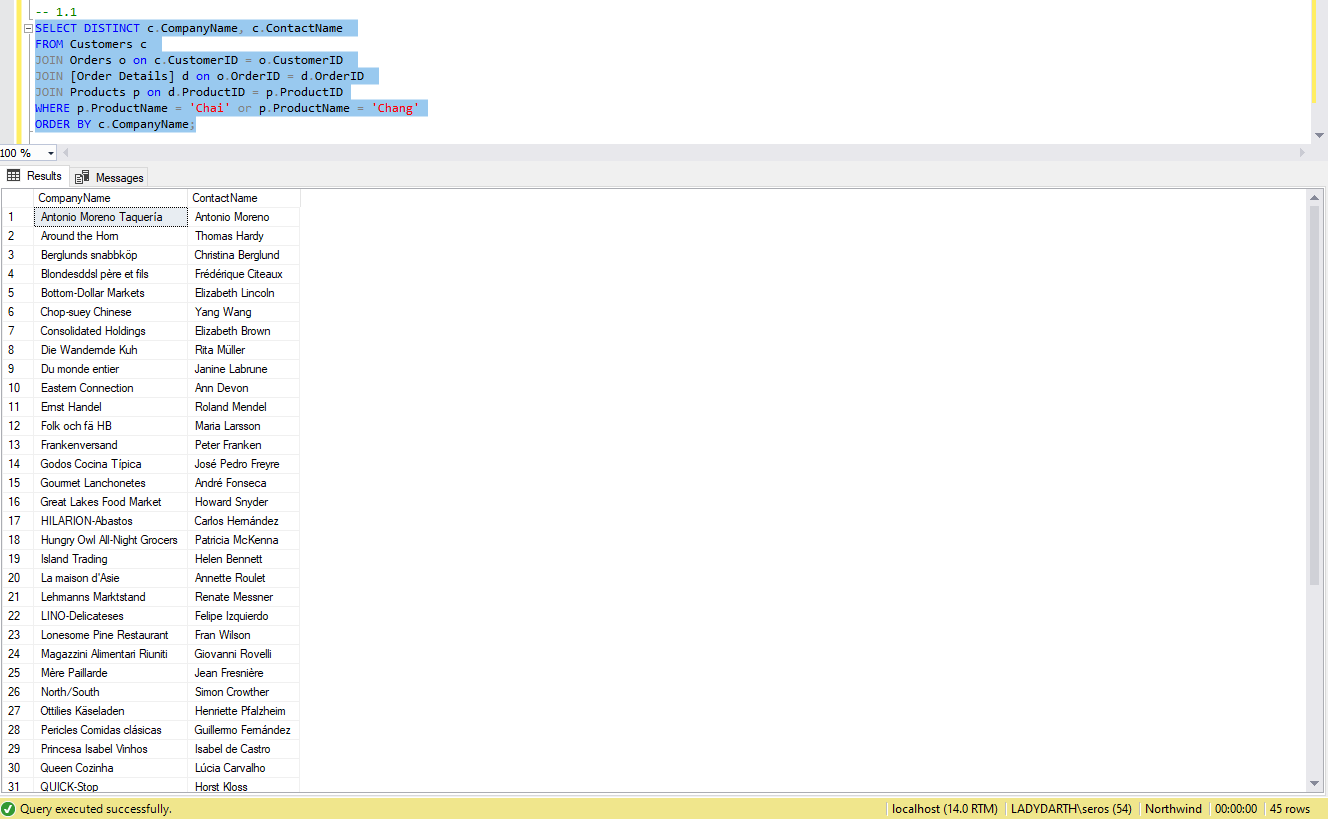 -- 1.1
SELECT DISTINCT c.CompanyName, c.ContactName
FROM Customers c
JOIN Orders o on c.CustomerID = o.CustomerID
JOIN [Order Details] d on o.OrderID = d.OrderID
JOIN Products p on d.ProductID = p.ProductID
WHERE p.ProductName = 'Chai' or p.ProductName = 'Chang'
ORDER BY c.CompanyName;
100 %
Results Messages
CompanyName ContactName
1 Antonio Moreno Taquería Antonio Moreno
2 Around the Horn Thomas Hardy
3 Berglunds snabbköp Christina Berglund
4 Blondesddsl père et fils Frédérique Citeaux
5 Bottom-Dollar Markets Elizabeth Lincoln
6 Chop-suey Chinese Yang Wang
7 Consolidated Holdings Elizabeth Brown
8 Die Wandernde Kuh Rita Müller
9 Du monde entier Janine Labrune
10 Eastern Connection Ann Devon
11 Ernst Handel Roland Mendel
12 Folk och fä HB Maria Larsson
13 Frankenversand Peter Franken
14 Godos Cocina Típica José Pedro Freyre
15 Gourmet Lanchonetes André Fonseca
16 Great Lakes Food Market Howard Snyder
17 HILARION-Abastos Carlos Hernández
18 Hungry Owl All-Night Grocers Patricia McKenna
19 Island Trading Helen Bennett
20 La maison d'Asie Annette Roulet
21 Lehmanns Marktstand Renate Messner
22 LINO-Delicateses Felipe Izquierdo
23 Lonesome Pine Restaurant Fran Wilson
24 Magazzini Alimentari Riuniti Giovanni Rovelli
25 Mère Paillarde Jean Fresnière
26 North/South Simon Crowther
27 Ottilies Käseladen Henriette Pfalzheim
28 Pericles Comidas clásicas Guillermo Fernández
29 Princesa Isabel Vinhos Isabel de Castro
30 Queen Cozinha Lúcia Carvalho
31 QUICK-Stop Horst Kloss
Query executed successfully. localhost (14.0 RTM) LADYDARTH\seros (54) Northwind 00:00:00 45 rows